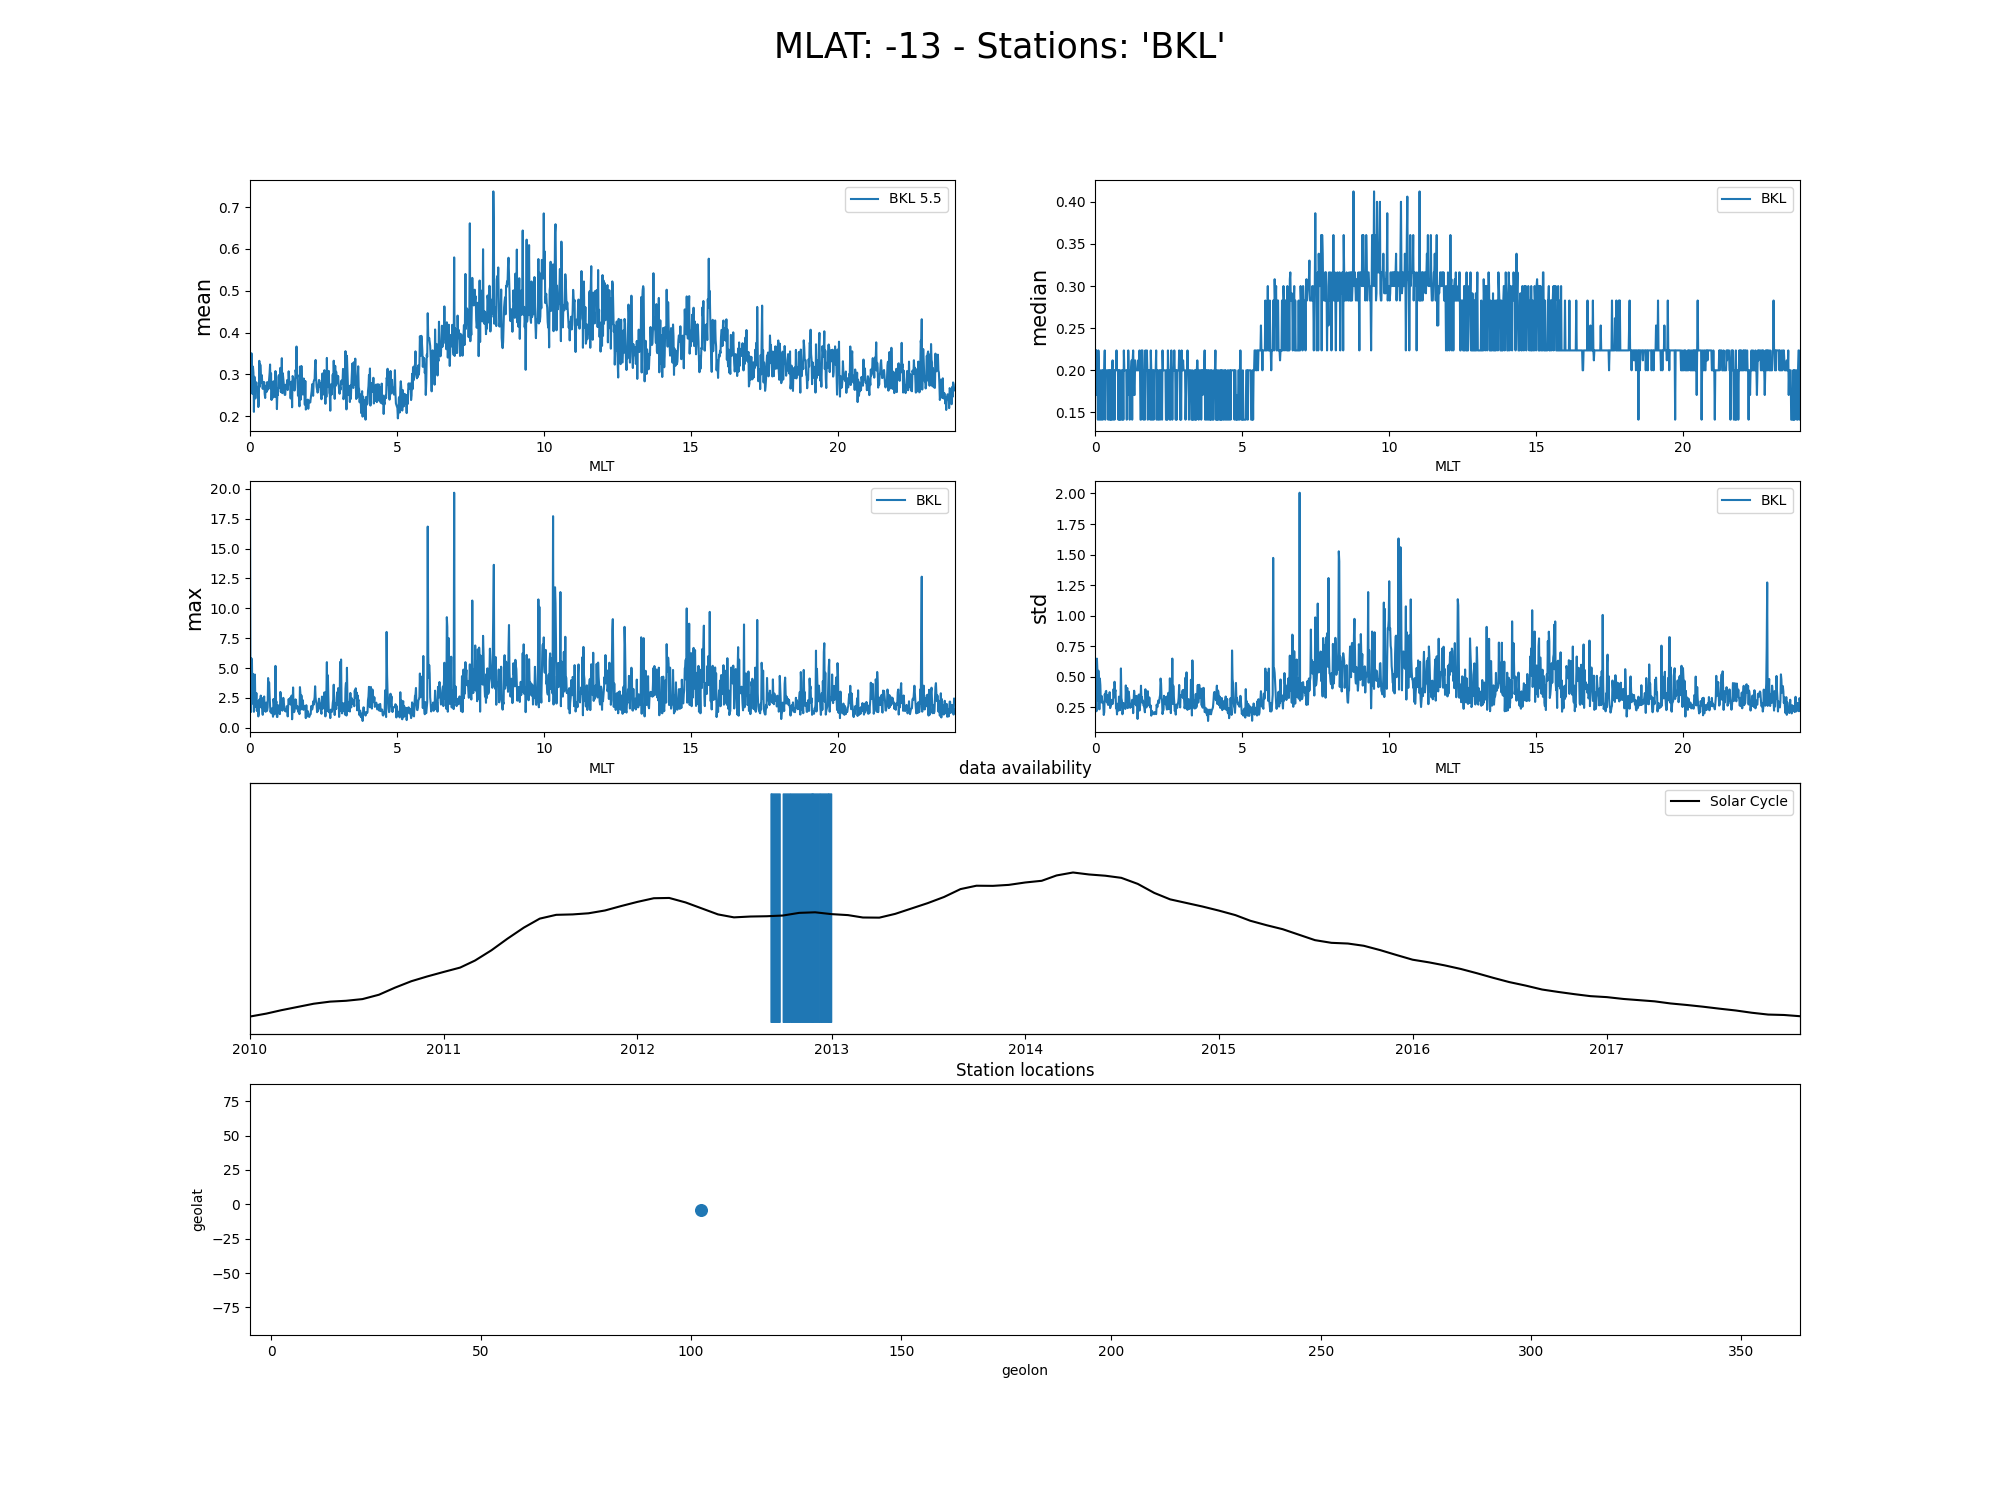 MLAT: -13 - Stations: 'BKL'
mean
0.7
0.6
0.5
0.4
0.3
0.2
BKL 5.5
0 5 10 15 20
MLT
median
0.40
0.35
0.30
0.25
0.20
0.15
BKL
0 5 10 15 20
MLT
max
20.0
17.5
15.0
12.5
10.0
7.5
5.0
2.5
0.0
BKL
0 5 10 15 20
MLT
std
2.00
1.75
1.50
1.25
1.00
0.75
0.50
0.25
BKL
0 5 10 15 20
MLT
data availability
Solar Cycle
2010 2011 2012 2013 2014 2015 2016 2017
Station locations
geolat
75
50
25
0
−25
−50
−75
0 50 100 150 200 250 300 350
geolon